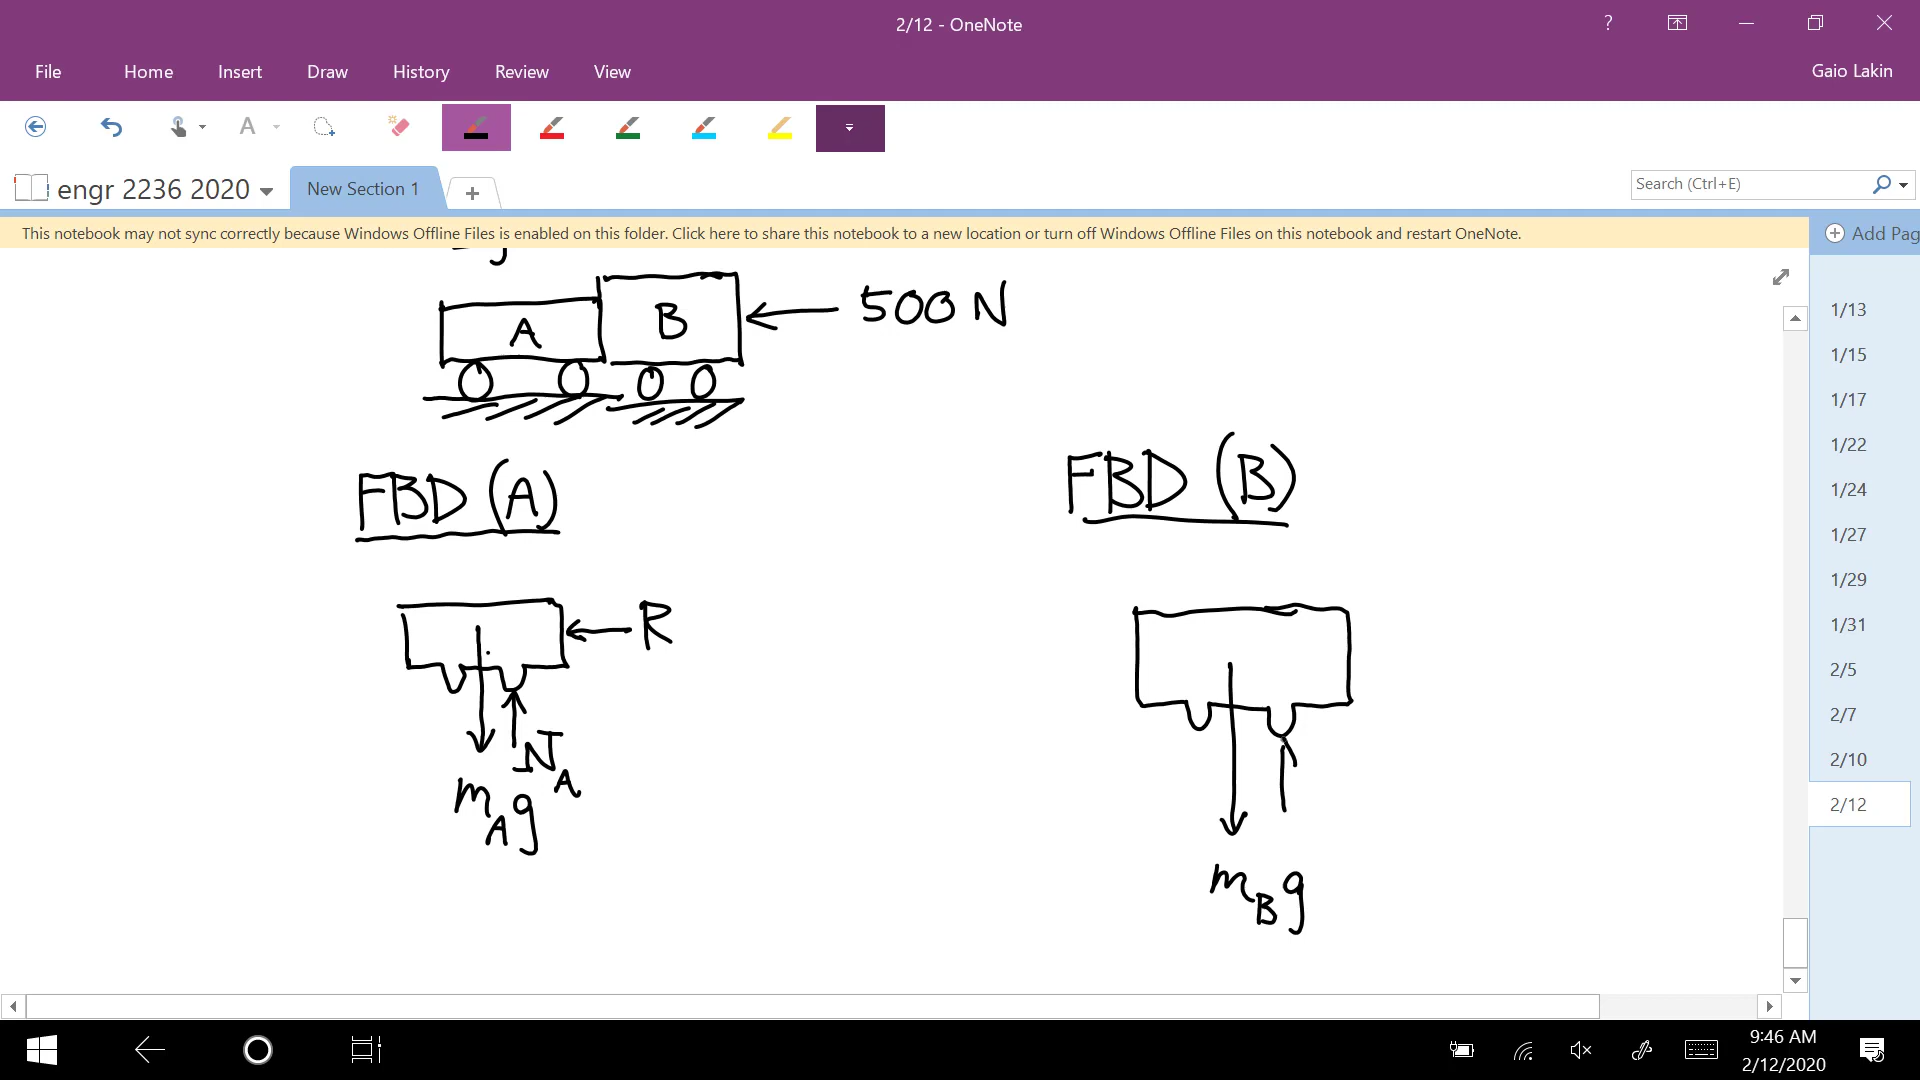 2/12 - OneNote
?
File Home Insert Draw History Review View
Gaio Lakin
A
engr 2236 2020
New Section 1
+
Search (Ctrl+E)
This notebook may not sync correctly because Windows Offline Files is enabled on this folder. Click here to share this notebook to a new location or turn off Windows Offline Files on this notebook and restart OneNote.
Add Pag
A B 500 N
FBD (A)
FBD (B)
R
N_A
m_A g
m_B g
1/13
1/15
1/17
1/22
1/24
1/27
1/29
1/31
2/5
2/7
2/10
2/12
9:46 AM
2/12/2020